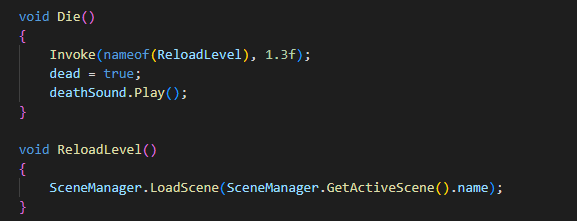 void Die()
{
    Invoke(nameof(ReloadLevel), 1.3f);
    dead = true;
    deathSound.Play();
}

void ReloadLevel()
{
    SceneManager.LoadScene(SceneManager.GetActiveScene().name);
}